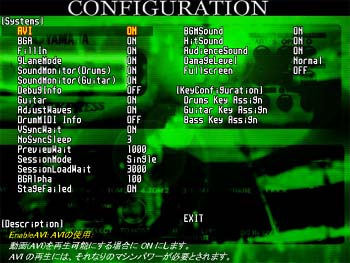 CONFIGURATION
[Systems]
AVI ON
BGA ON
FillIn ON
9LaneMode ON
SoundMonitor(Druns) ON
SoundMonitor(Guitar) ON
DebugInfo OFF
Guitar ON
AdjustWaves ON
DrumMIDI Info OFF
VSyncWait ON
NoSyncSleep 3
PreviewWait 1000
SessionMode Single
SessionLoadWait 3000
BGAlpha 100
StageFailed ON
BGMSound ON
HitSound ON
AudienceSound ON
DamageLevel Normal
Fullscreen OFF
[KeyConfiguration]
Drums Key Assign
Guitar Key Assign
Bass Key Assign
EXIT
[Description]
EnableAVI: AVIの使用:
動画(AVI)を再生可能にする場合に ON にします。
AVI の再生には、それなりのマシンパワーが必要とされます。